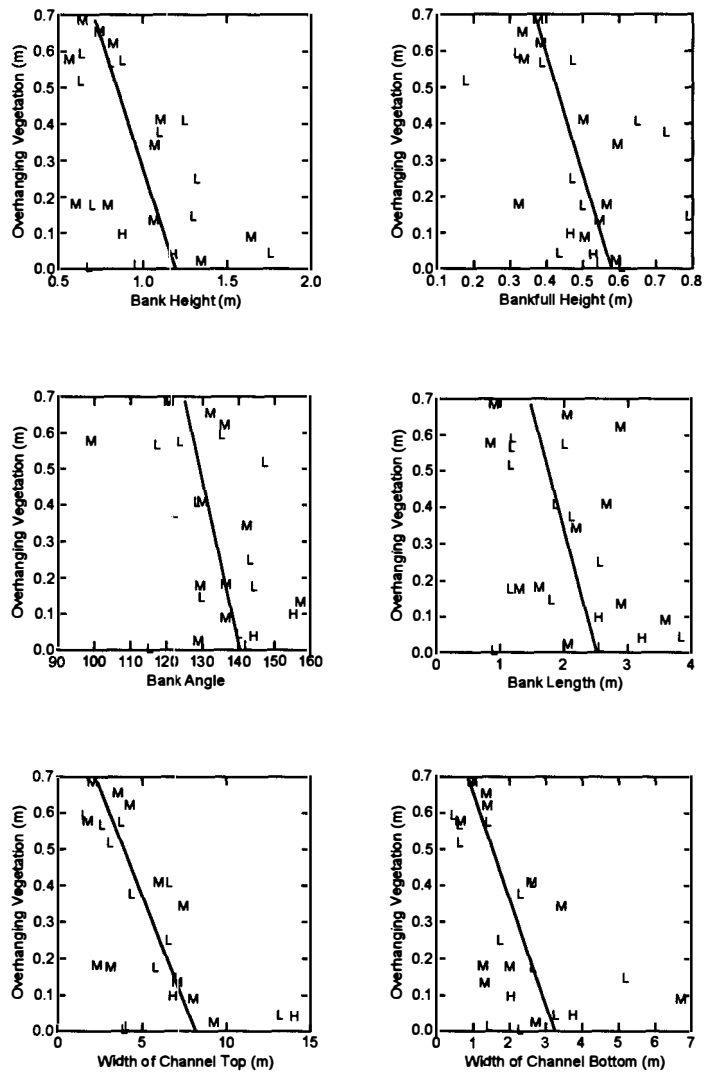 Overhanging Vegetation (m)
0.7
0.6
0.5
0.4
0.3
0.2
0.1
0.0
0.5 1.0 1.5 2.0
Bank Height (m)
M
M
M
L
M
L
L
L
M
L
L
M
L
M
L
M
L
M
H
M
H
M
L
M
Overhanging Vegetation (m)
0.7
0.6
0.5
0.4
0.3
0.2
0.1
0.0
0.1 0.2 0.3 0.4 0.5 0.6 0.7 0.8
Bankfull Height (m)
M
M
M
L
M
L
L
L
M
L
L
M
L
M
L
M
L
M
H
M
L
H
M
Overhanging Vegetation (m)
0.7
0.6
0.5
0.4
0.3
0.2
0.1
0.0
90 100 110 120 130 140 150 160
Bank Angle
M
M
L
M
L
L
L
L
M
M
L
M
M
L
L
M
H
M
H
M
Overhanging Vegetation (m)
0.7
0.6
0.5
0.4
0.3
0.2
0.1
0.0
0 1 2 3 4
Bank Length (m)
M
M
M
L
M
L
L
L
L
M
L
M
L
L
M
M
L
M
H
M
H
L
M
Overhanging Vegetation (m)
0.7
0.6
0.5
0.4
0.3
0.2
0.1
0.0
0 5 10 15
Width of Channel Top (m)
M
M
M
L
M
L
L
L
M
L
L
M
L
M
M
L
M
H
M
L
H
M
Overhanging Vegetation (m)
0.7
0.6
0.5
0.4
0.3
0.2
0.1
0.0
0 1 2 3 4 5 6 7
Width of Channel Bottom (m)
M
M
M
L
M
L
L
M
L
M
L
M
M
L
M
L
H
M
L
H
M